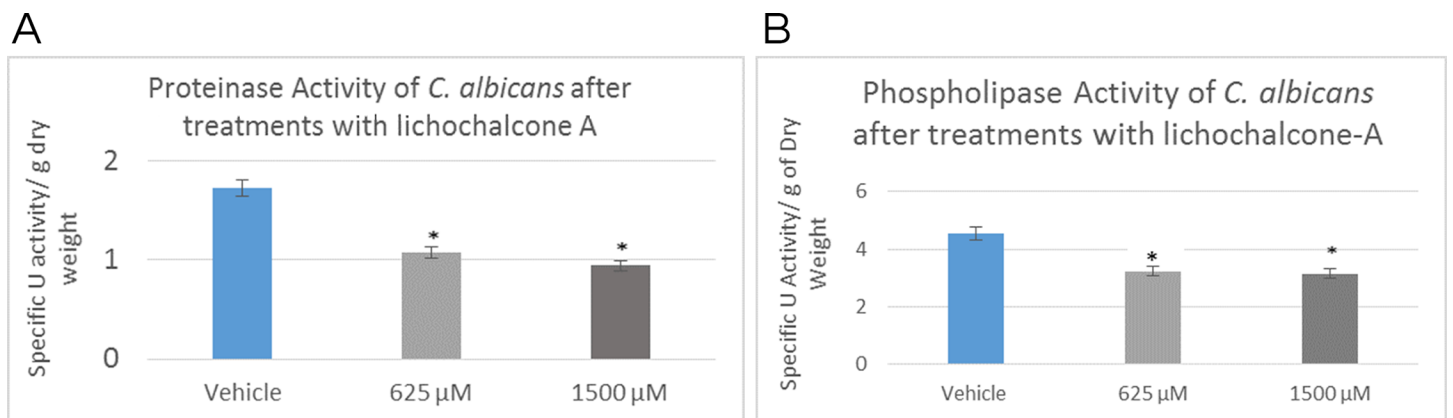 A
Proteinase Activity of C. albicans after
treatments with lichochalcone A
Specific U activity/ g dry
weight
2
1
0
*
*
Vehicle
625 µM
1500 µM
B
Phospholipase Activity of C. albicans
after treatments with lichochalcone-A
Specific U Activity/ g of Dry
Weight
6
4
2
0
*
*
Vehicle
625 µM
1500 µM